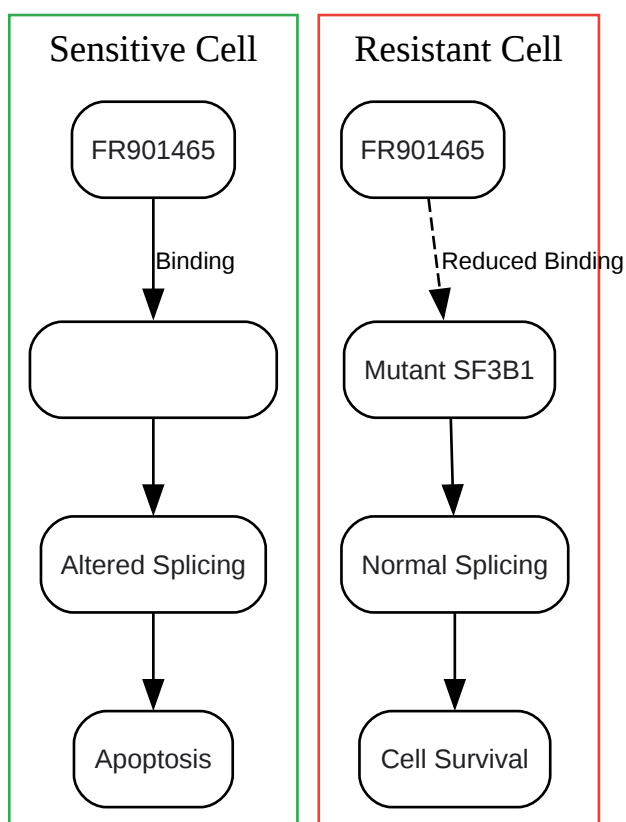 Sensitive Cell
FR901465
Binding
Altered Splicing
Apoptosis
Resistant Cell
FR901465
Reduced Binding
Mutant SF3B1
Normal Splicing
Cell Survival